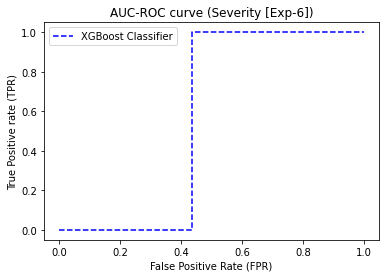 AUC-ROC curve (Severity [Exp-6])
XGBoost Classifier
True Positive rate (TPR)
1.0
0.8
0.6
0.4
0.2
0.0
0.0 0.2 0.4 0.6 0.8 1.0
False Positive Rate (FPR)